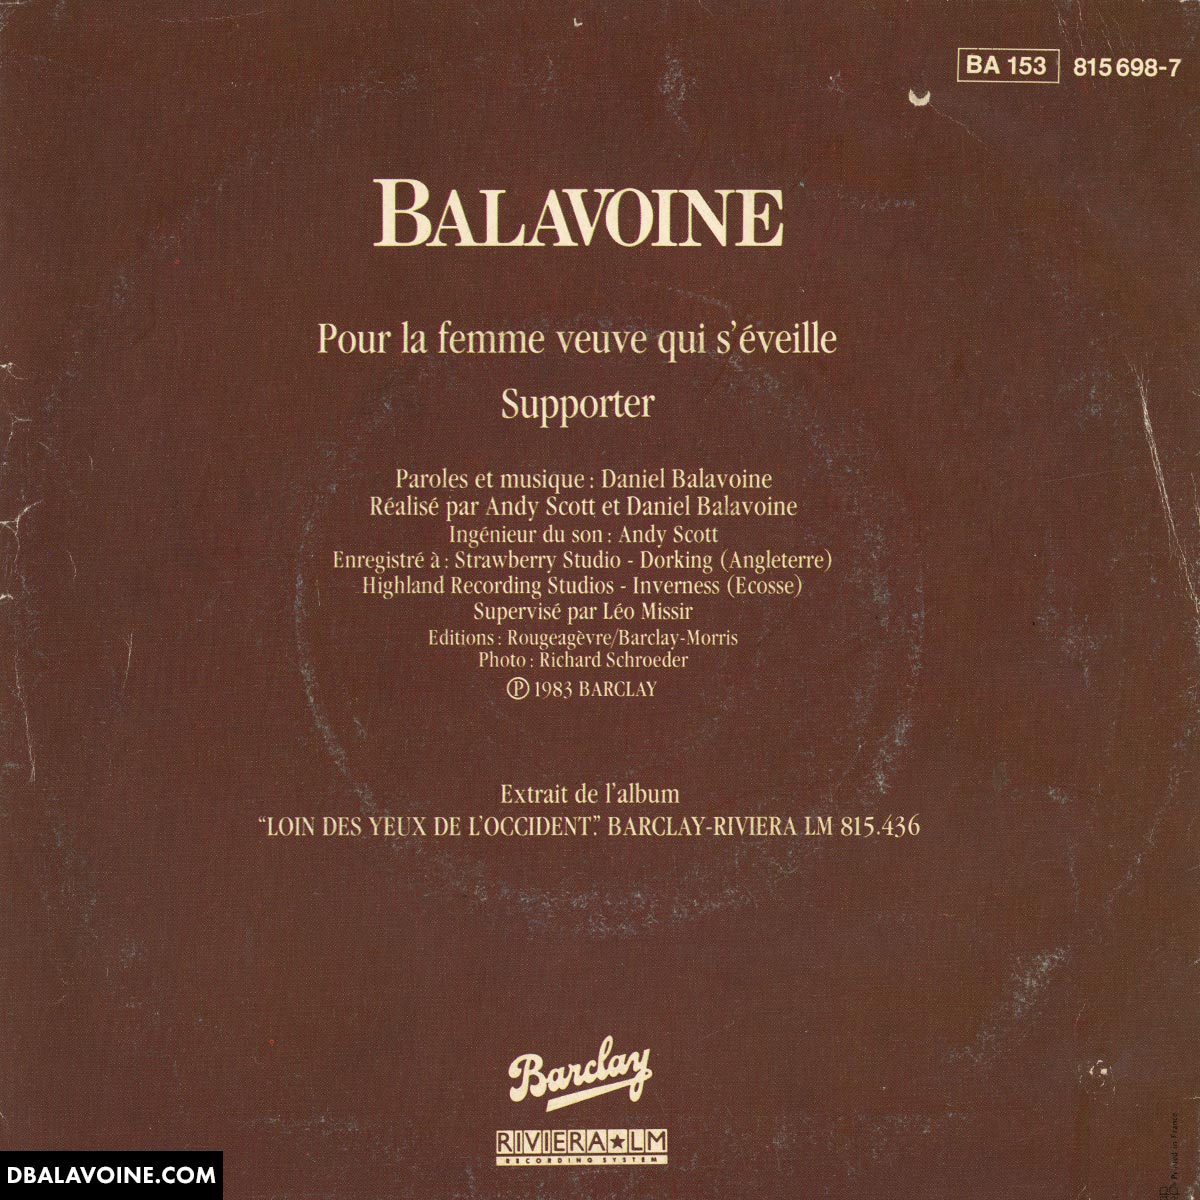 BA 153 815 698-7
BALAVOINE
Pour la femme veuve qui s'éveille
Supporter
Paroles et musique : Daniel Balavoine
Réalisé par Andy Scott et Daniel Balavoine
Ingénieur du son : Andy Scott
Enregistré à : Strawberry Studio - Dorking (Angleterre)
Highland Recording Studios - Inverness (Ecosse)
Supervisé par Léo Missir
Editions : Rougeagèvre/Barclay-Morris
Photo : Richard Schroeder
Ⓟ 1983 BARCLAY
Extrait de l'album
“LOIN DES YEUX DE L'OCCIDENT.” BARCLAY-RIVIERA LM 815.436
Barclay
RIVIERA★LM
RECORDING SYSTEM
Printed in France
DBALAVOINE.COM